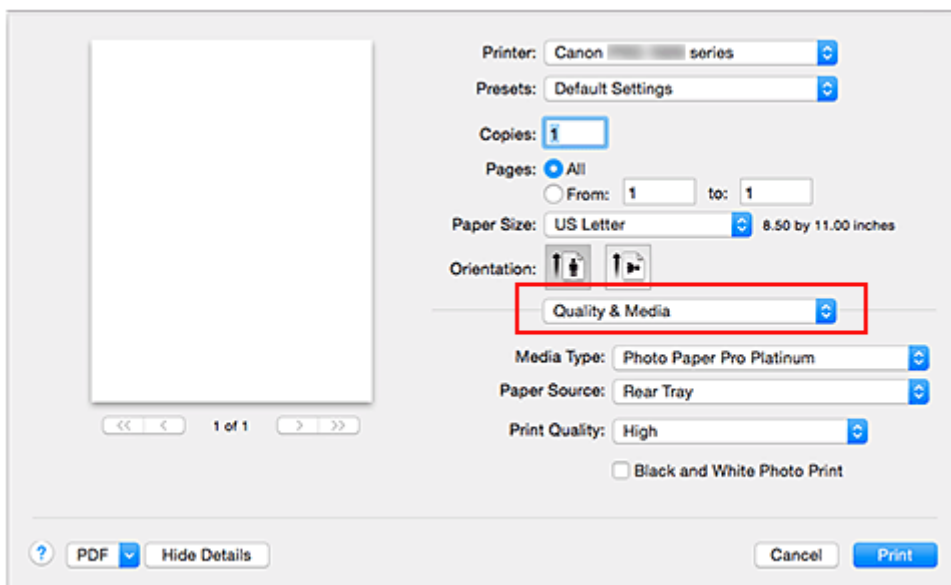 Printer: Canon series
Presets: Default Settings
Copies: 1
Pages: All
From: 1 to: 1
Paper Size: US Letter 8.50 by 11.00 inches
Orientation:
Quality & Media
Media Type: Photo Paper Pro Platinum
Paper Source: Rear Tray
1 of 1
Print Quality: High
Black and White Photo Print
? PDF Hide Details Cancel Print